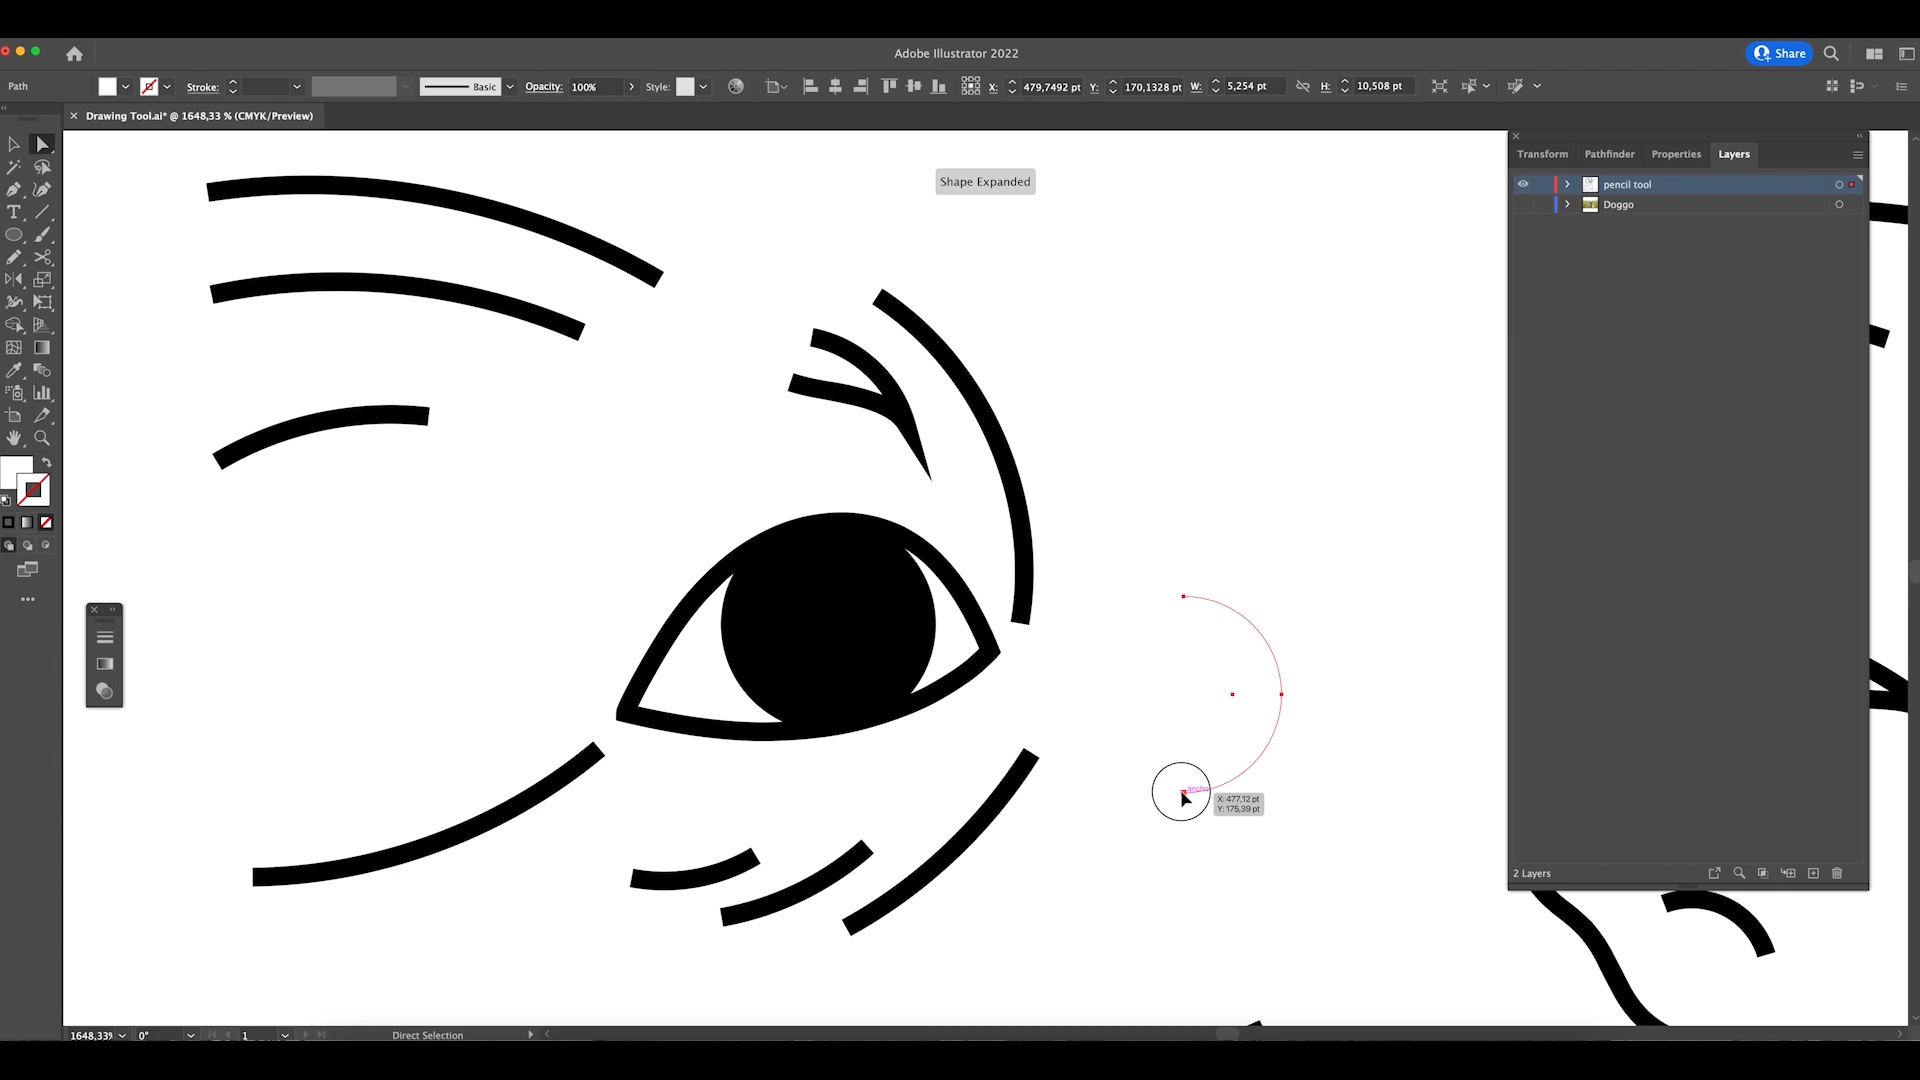 Adobe Illustrator 2022
Share
Path
Stroke:
Basic
Opacity:
100%
Style:
X:
479,7492 pt
Y:
170,1328 pt
W:
5,254 pt
H:
10,508 pt
Drawing Tool.ai* @ 1648,33 % (CMYK/Preview)
Shape Expanded
Transform
Pathfinder
Properties
Layers
pencil tool
Doggo
T
X: 477,12 pt
Y: 175,39 pt
2 Layers
1648,33%
0°
1
Direct Selection